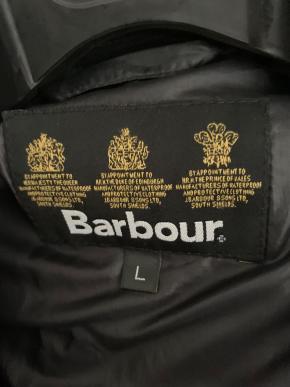 BY APPOINTMENT TO
HER MAJESTY THE QUEEN
MANUFACTURERS OF WATERPROOF
AND PROTECTIVE CLOTHING
J.BARBOUR & SONS LTD
SOUTH SHIELDS.
BY APPOINTMENT TO
H.R.H. THE DUKE OF EDINBURGH
MANUFACTURERS OF WATERPROOF
AND PROTECTIVE CLOTHING
J.BARBOUR & SONS LTD
SOUTH SHIELDS.
BY APPOINTMENT TO
H.R.H. THE PRINCE OF WALES
MANUFACTURERS OF WATERPROOF
AND PROTECTIVE CLOTHING
J.BARBOUR & SONS LTD
SOUTH SHIELDS.
Barbour
L